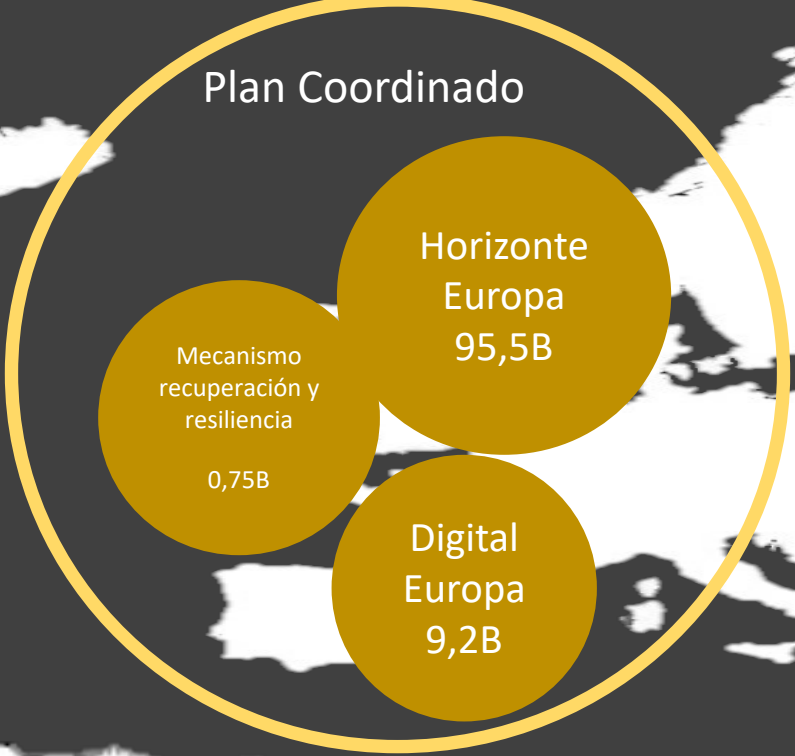 Plan Coordinado
Horizonte
Europa
95,5B
Mecanismo
recuperación y
resiliencia
0,75B
Digital
Europa
9,2B